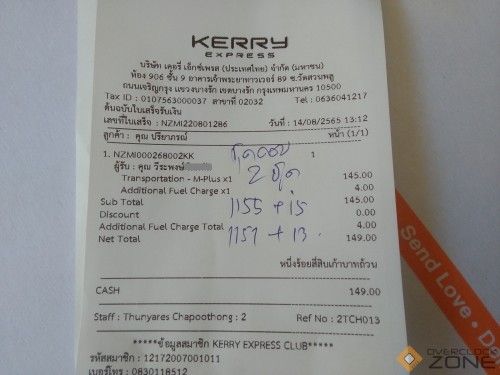 KERRY
EXPRESS
บริษัท เคอรี่ เอ็กซ์เพรส (ประเทศไทย) จำกัด (มหาชน)
ห้อง 906 ชั้น 9 อาคารเจ้าพระยาทาวเวอร์ 89 ซ.วัดสวนพลู
ถนนเจริญกรุง แขวงบางรัก เขตบางรัก กรุงเทพมหานคร 10500
Tax ID : 0107563000037 สาขาที่ 02032 Tel : 0636041217
ต้นฉบับใบเสร็จรับเงิน
เลขที่ใบเสร็จ : NZMI220801286 วันที่ : 14/08/2565 13:12
ลูกค้า : คุณ ปริยาภรณ์ หน้า (1/1)
1. NZMI000268002KK 1
ผู้รับ : คุณ วีระพงษ์
2 ชุด
Transportation - M-Plus x1 145.00
Additional Fuel Charge x1 4.00
Sub Total 145.00
1155 + i5
Discount 0.00
Additional Fuel Charge Total 4.00
1151 + 13
Net Total 149.00
หนึ่งร้อยสี่สิบเก้าบาทถ้วน
CASH 149.00
Staff : Thunyares Chapoothong : 2 Ref No : 2TCH013
*****ข้อมูลสมาชิก KERRY EXPRESS CLUB*****
รหัสสมาชิก : 12172007001011
เบอร์โทร : 0830118512
Send Love • D
OVERCLOCK
ZONE